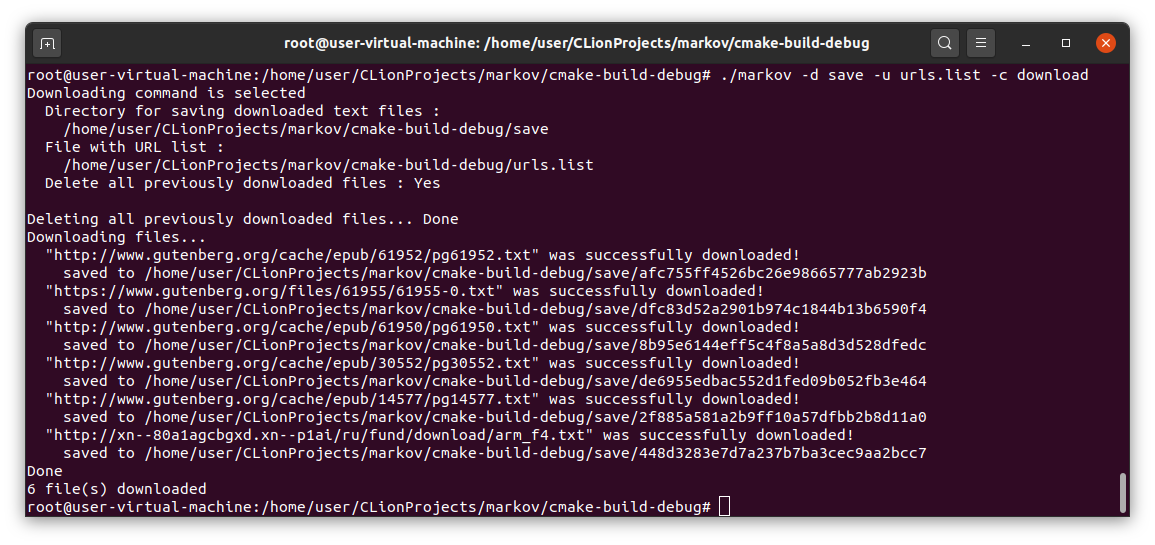 root@user-virtual-machine: /home/user/CLionProjects/markov/cmake-build-debug
root@user-virtual-machine:/home/user/CLionProjects/markov/cmake-build-debug# ./markov -d save -u urls.list -c download
Downloading command is selected
  Directory for saving downloaded text files :
    /home/user/CLionProjects/markov/cmake-build-debug/save
  File with URL list :
    /home/user/CLionProjects/markov/cmake-build-debug/urls.list
  Delete all previously donwloaded files : Yes

Deleting all previously downloaded files... Done
Downloading files...
  "http://www.gutenberg.org/cache/epub/61952/pg61952.txt" was successfully downloaded!
    saved to /home/user/CLionProjects/markov/cmake-build-debug/save/afc755ff4526bc26e98665777ab2923b
  "https://www.gutenberg.org/files/61955/61955-0.txt" was successfully downloaded!
    saved to /home/user/CLionProjects/markov/cmake-build-debug/save/dfc83d52a2901b974c1844b13b6590f4
  "http://www.gutenberg.org/cache/epub/61950/pg61950.txt" was successfully downloaded!
    saved to /home/user/CLionProjects/markov/cmake-build-debug/save/8b95e6144eff5c4f8a5a8d3d528dfedc
  "http://www.gutenberg.org/cache/epub/30552/pg30552.txt" was successfully downloaded!
    saved to /home/user/CLionProjects/markov/cmake-build-debug/save/de6955edbac552d1fed09b052fb3e464
  "http://www.gutenberg.org/cache/epub/14577/pg14577.txt" was successfully downloaded!
    saved to /home/user/CLionProjects/markov/cmake-build-debug/save/2f885a581a2b9ff10a57dfbb2b8d11a0
  "http://xn--80a1agcbgxd.xn--p1ai/ru/fund/download/arm_f4.txt" was successfully downloaded!
    saved to /home/user/CLionProjects/markov/cmake-build-debug/save/448d3283e7d7a237b7ba3cec9aa2bcc7
Done
6 file(s) downloaded
root@user-virtual-machine:/home/user/CLionProjects/markov/cmake-build-debug#